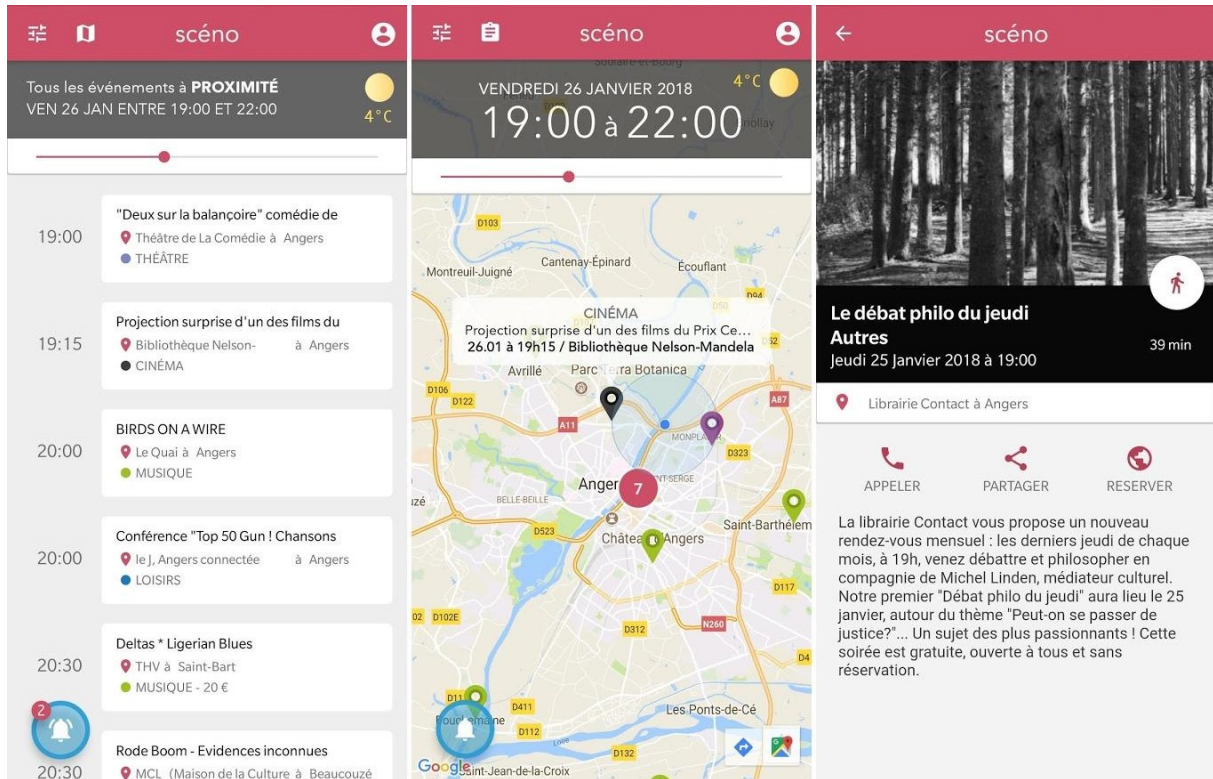 scéno
Tous les événements à PROXIMITÉ
VEN 26 JAN ENTRE 19:00 ET 22:00
4°C
19:00
"Deux sur la balançoire" comédie de
Théâtre de La Comédie à Angers
THÉÂTRE
19:15
Projection surprise d'un des films du
Bibliothèque Nelson- à Angers
CINÉMA
20:00
BIRDS ON A WIRE
Le Quai à Angers
MUSIQUE
20:00
Conférence "Top 50 Gun ! Chansons
le J, Angers connectée à Angers
LOISIRS
20:30
Deltas * Ligerian Blues
THV à Saint-Bart
MUSIQUE - 20 €
2
20:30
Rode Boom - Evidences inconnues
MCL (Maison de la Culture à Beaucouzé
scéno
Soulaire-et-Bourg
VENDREDI 26 JANVIER 2018
4°C
19:00 à 22:00
D103
Montreuil-Juigné
Cantenay-Épinard
Écouflant
D94
CINÉMA
Projection surprise d'un des films du Prix Ce...
26.01 à 19h15 / Bibliothèque Nelson-Mandela
Avrillé
Parc Terra Botanica
D106
D122
A87
A11
D323
Anger
7
BELLE-BEILLE
D523
Saint-Barthélem
Château d'Angers
D117
D102E
D312
N260
D4
D411
Les Ponts-de-Cé
D112
Loire
D132
Google
Saint-Jean-de-la-Croix
scéno
Le débat philo du jeudi
Autres
Jeudi 25 Janvier 2018 à 19:00
39 min
Librairie Contact à Angers
APPELER
PARTAGER
RESERVER
La librairie Contact vous propose un nouveau
rendez-vous mensuel : les derniers jeudi de chaque
mois, à 19h, venez débattre et philosopher en
compagnie de Michel Linden, médiateur culturel.
Notre premier "Débat philo du jeudi" aura lieu le 25
janvier, autour du thème "Peut-on se passer de
justice?"... Un sujet des plus passionnants ! Cette
soirée est gratuite, ouverte à tous et sans
réservation.